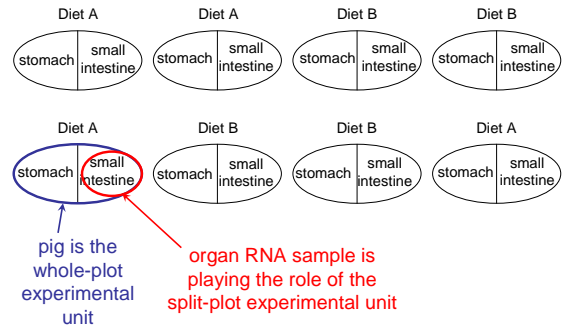 Diet A Diet A Diet B Diet B
stomach small intestine stomach small intestine stomach small intestine stomach small intestine
Diet A Diet B Diet B Diet A
stomach small intestine stomach small intestine stomach small intestine stomach small intestine
pig is the
whole-plot
experimental
unit
organ RNA sample is
playing the role of the
split-plot experimental unit